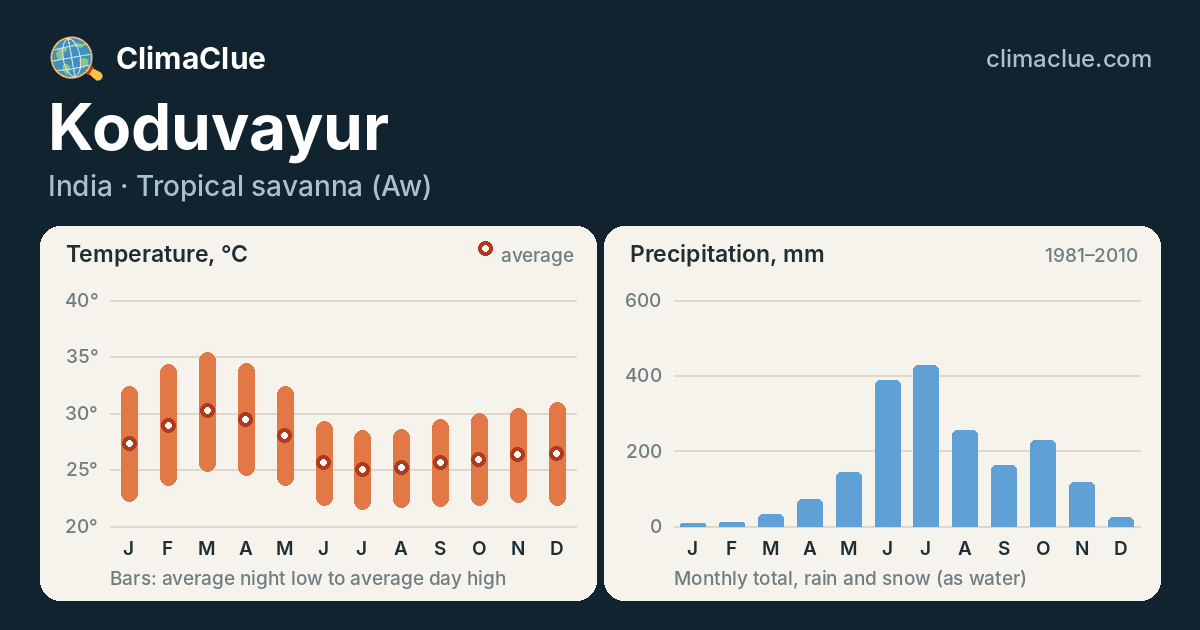 ClimaClue
climaclue.com
Koduvayur
India · Tropical savanna (Aw)
Temperature, °C
average
40°
35°
30°
25°
20°
J F M A M J J A S O N D
Bars: average night low to average day high
Precipitation, mm
1981–2010
600
400
200
0
J F M A M J J A S O N D
Monthly total, rain and snow (as water)